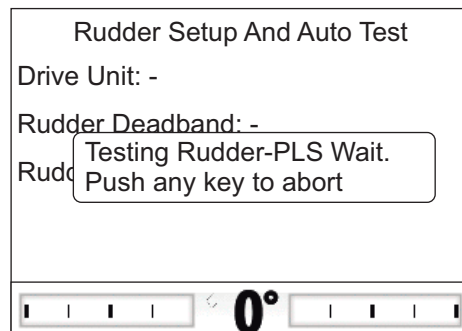 Rudder Setup And Auto Test
Drive Unit: -
Rudder Deadband: -
Testing Rudder-PLS Wait.
Push any key to abort
0°